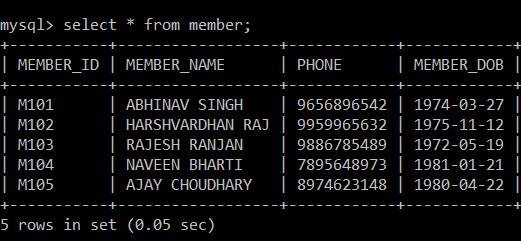 mysql> select * from member;
+-----------+------------------+------------+------------+
| MEMBER_ID | MEMBER_NAME      | PHONE      | MEMBER_DOB |
+-----------+------------------+------------+------------+
| M101      | ABHINAV SINGH    | 9656896542 | 1974-03-27 |
| M102      | HARSHVARDHAN RAJ | 9959965632 | 1975-11-12 |
| M103      | RAJESH RANJAN    | 9886785489 | 1972-05-19 |
| M104      | NAVEEN BHARTI    | 7895648973 | 1981-01-21 |
| M105      | AJAY CHOUDHARY   | 8974623148 | 1980-04-22 |
+-----------+------------------+------------+------------+
5 rows in set (0.05 sec)